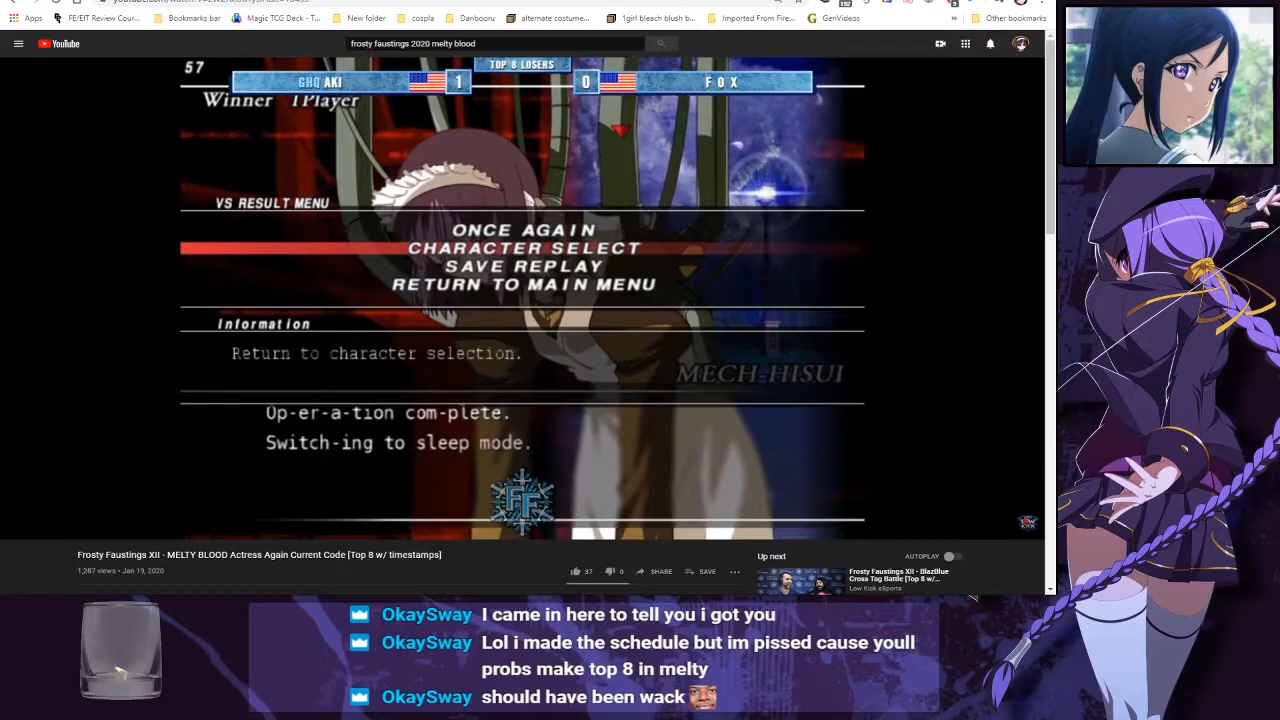 Apps
FE/EIT Review Cour...
Bookmarks bar
Magic TCG Deck - T...
New folder
cospla
Danbooru
alternate costume...
1girl bleach blush b...
Imported From Fire...
GenVideos
»
Other bookmarks
YouTube
frosty faustings 2020 melty blood
57
TOP 8 LOSERS
GHQ AKI
1
0
FOX
Winner 1Player
VS RESULT MENU
ONCE AGAIN
CHARACTER SELECT
SAVE REPLAY
RETURN TO MAIN MENU
Information
Return to character selection.
MECH-HISUI
Op-er-a-tion com-plete.
Switch-ing to sleep mode.
FF
Frosty Faustings XII - MELTY BLOOD Actress Again Current Code [Top 8 w/ timestamps]
1,287 views • Jan 19, 2020
37
0
SHARE
SAVE
Up next
AUTOPLAY
Frosty Faustings XII - BlazBlue
Cross Tag Battle [Top 8 w/...
Low Kick eSports
OkaySway I came in here to tell you i got you
OkaySway Lol i made the schedule but im pissed cause youll
probs make top 8 in melty
OkaySway should have been wack